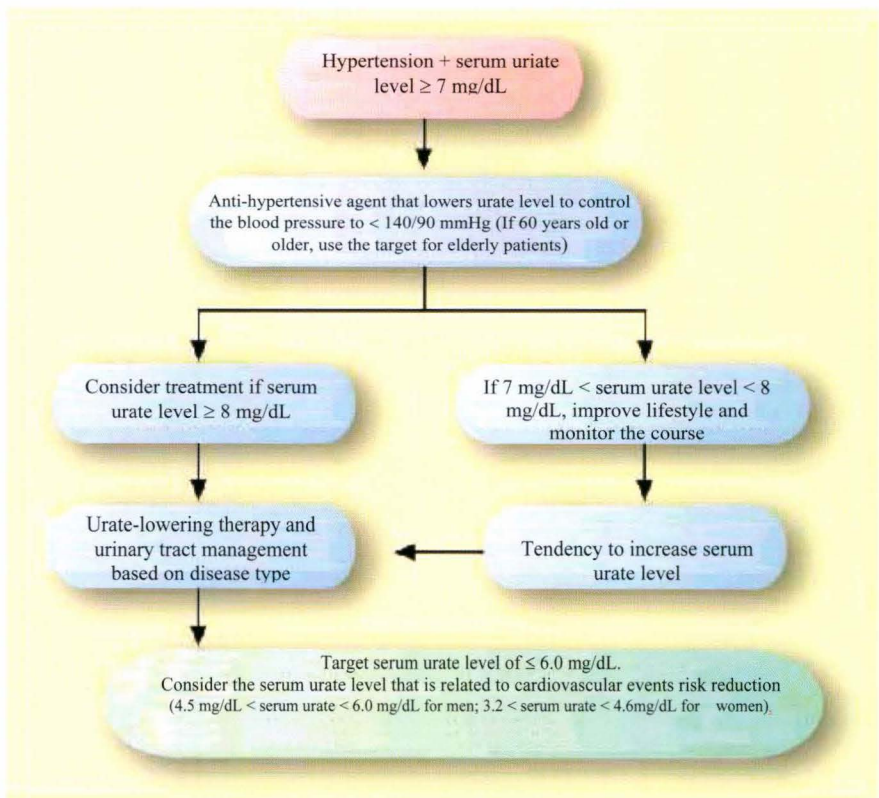 Hypertension + serum uriate
level ≥ 7 mg/dL
Anti-hypertensive agent that lowers urate level to control
the blood pressure to < 140/90 mmHg (If 60 years old or
older, use the target for elderly patients)
Consider treatment if serum
urate level ≥ 8 mg/dL
If 7 mg/dL < serum urate level < 8
mg/dL, improve lifestyle and
monitor the course
Urate-lowering therapy and
urinary tract management
based on disease type
Tendency to increase serum
urate level
Target serum urate level of ≤ 6.0 mg/dL.
Consider the serum urate level that is related to cardiovascular events risk reduction
(4.5 mg/dL < serum urate < 6.0 mg/dL for men; 3.2 < serum urate < 4.6mg/dL for women).